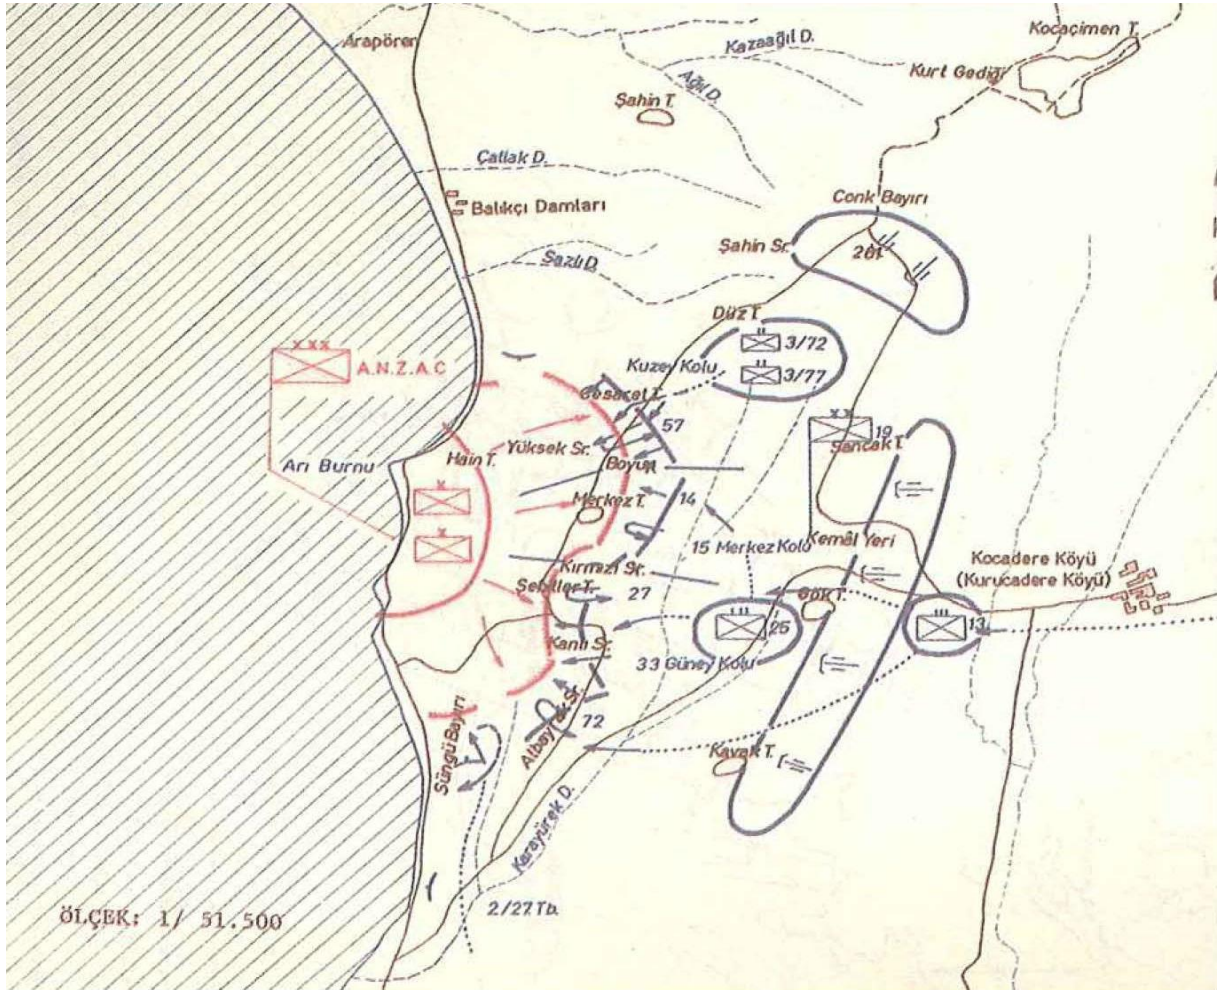 Kocaçimen T.
Arapören
Kazaağıl D.
Kurt Gediği
Ağıl D.
Şahin T.
Çatlak D.
Balıkçı Damları
Conk Bayırı
Şahin Sr.
261
Sazlı D.
Düz T.
3/72
A.N.Z.A.C
Kuzey Kolu
3/77
Cesaret T.
57
19
Yüksek Sr.
Sancak T.
Hain T.
Boyun
Arı Burnu
Merkez T.
14
15 Merkez Kolu
Kemâl Yeri
Kocadere Köyü
(Kurucadere Köyü)
Kırmızı Sr.
Şehitler T.
27
Gök T.
25
13
Kanlı Sr.
33 Güney Kolu
Albayrak Sr.
72
Süngü Bayırı
Kavak T.
Karayürek D.
2/27.Tb.
ÖLÇEK: 1/ 51.500